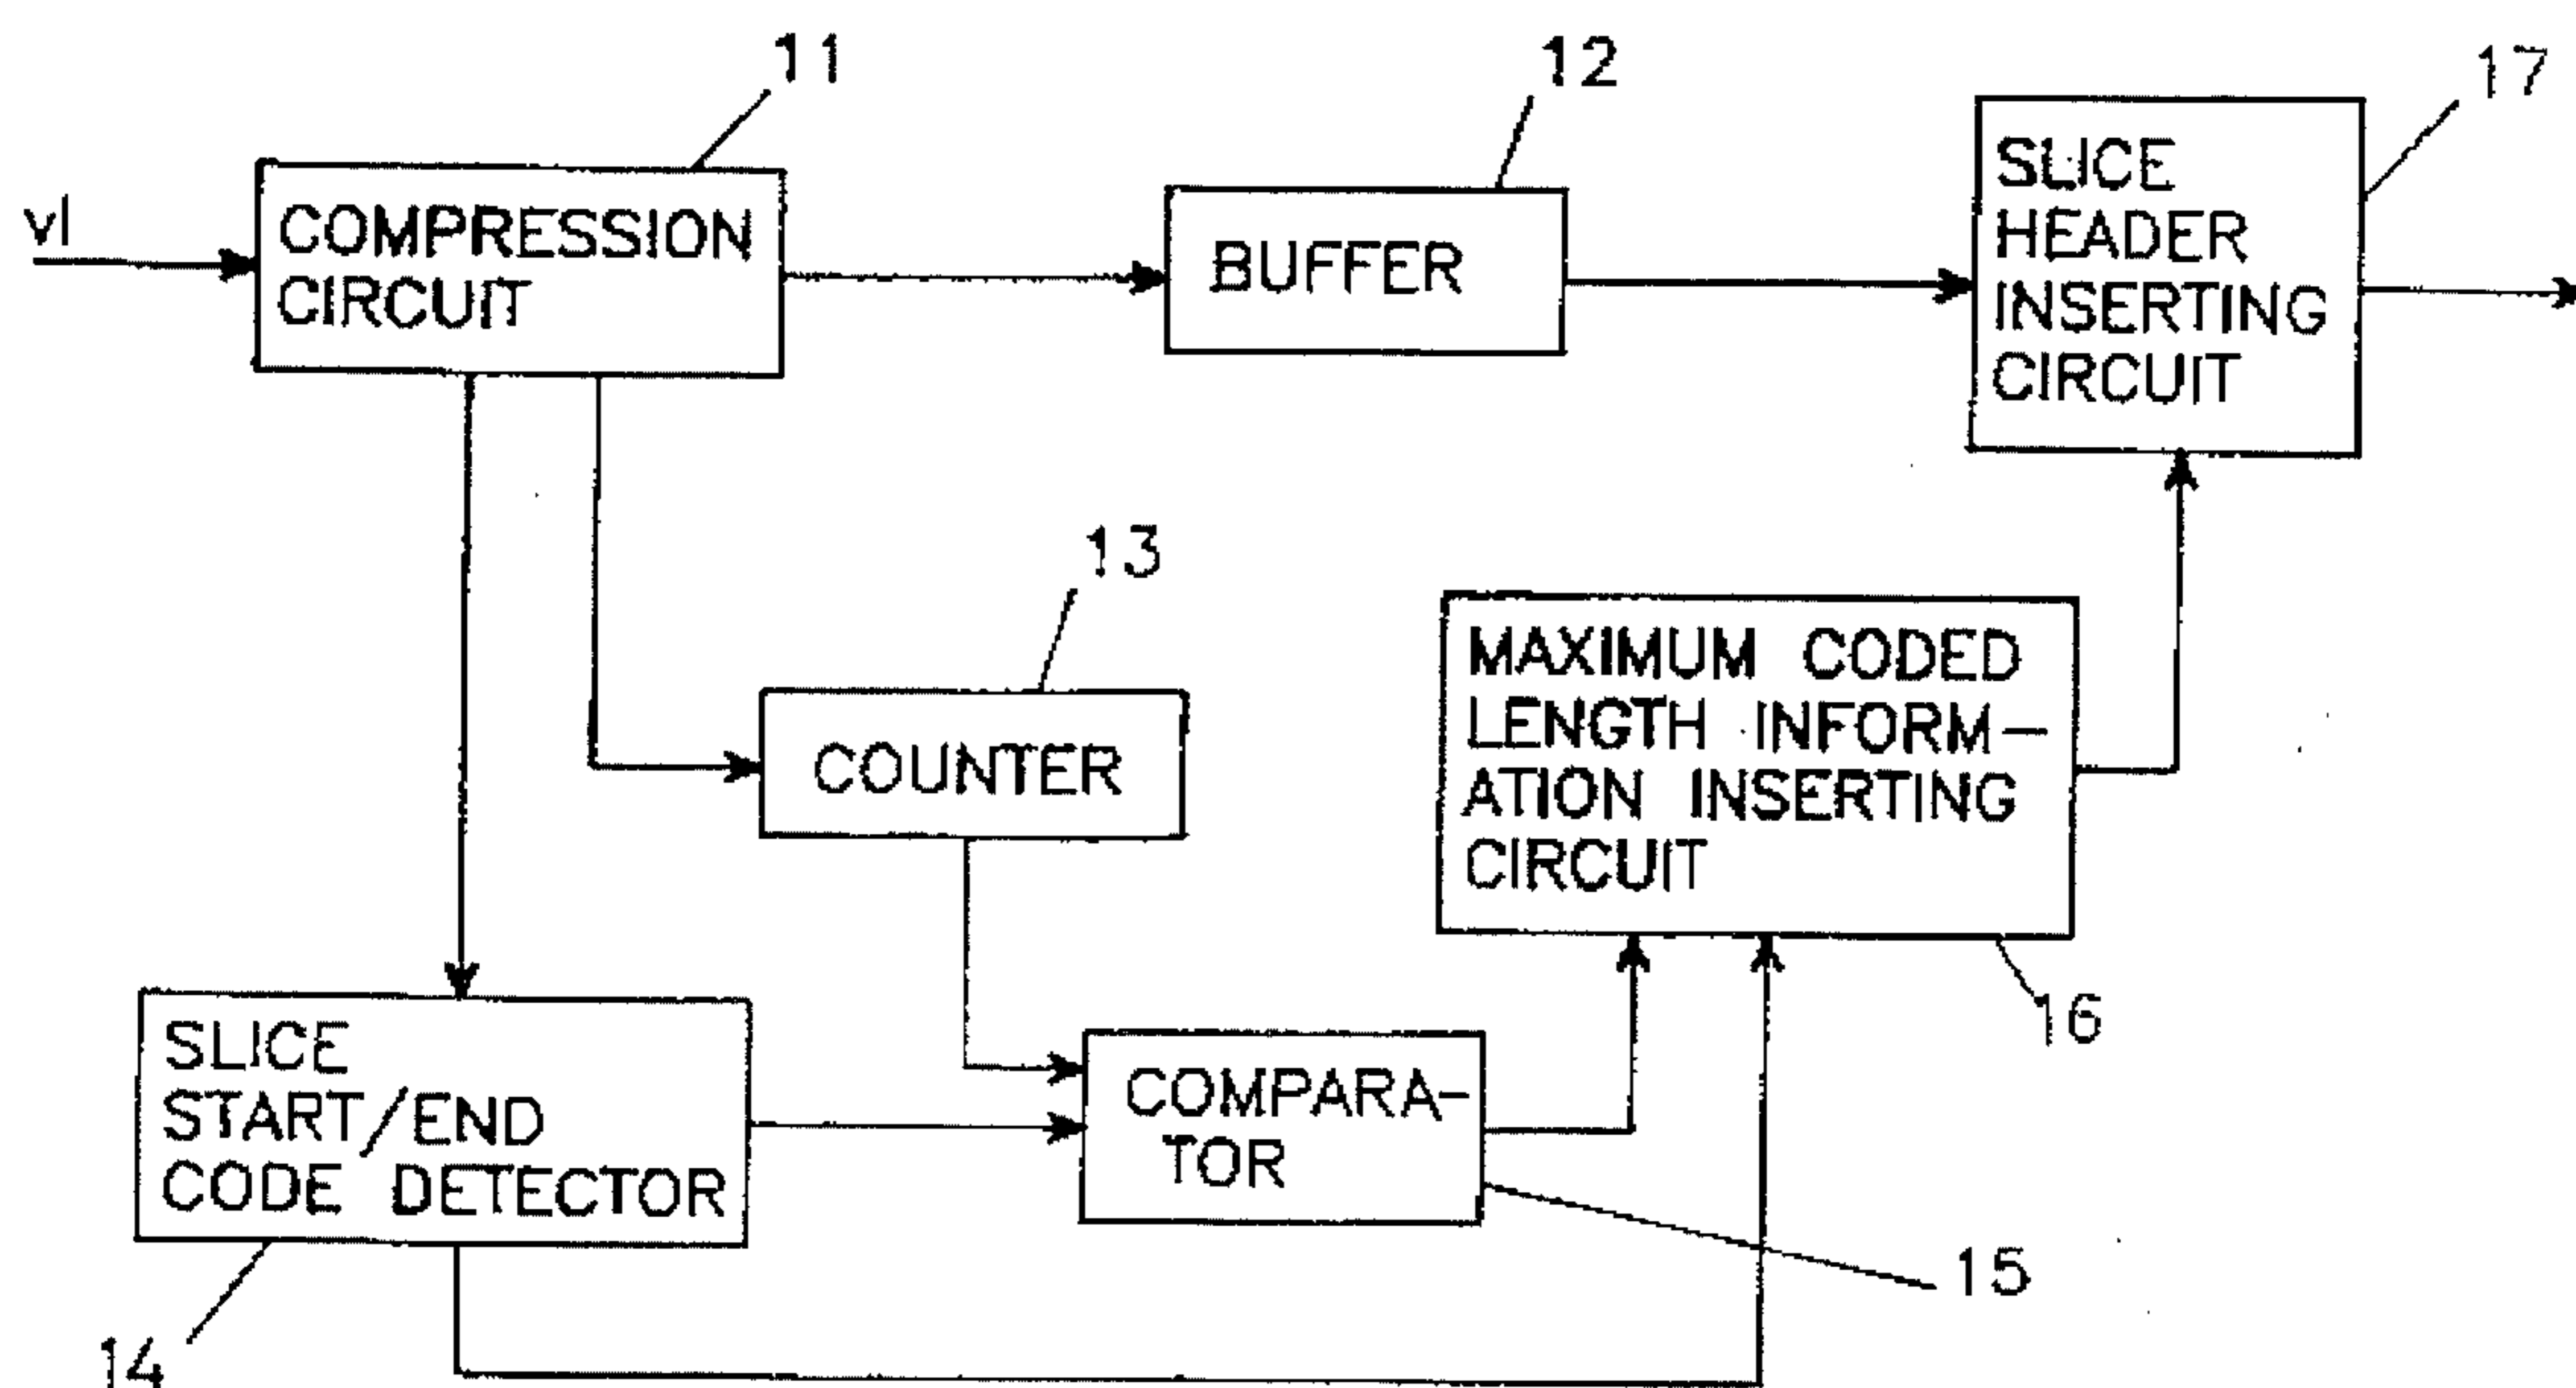 11
12
17
vI
COMPRESSION
CIRCUIT
BUFFER
SLICE
HEADER
INSERTING
CIRCUIT
13
COUNTER
MAXIMUM CODED
LENGTH INFORM-
ATION INSERTING
CIRCUIT
16
SLICE
START/END
CODE DETECTOR
COMPARA-
TOR
15
14